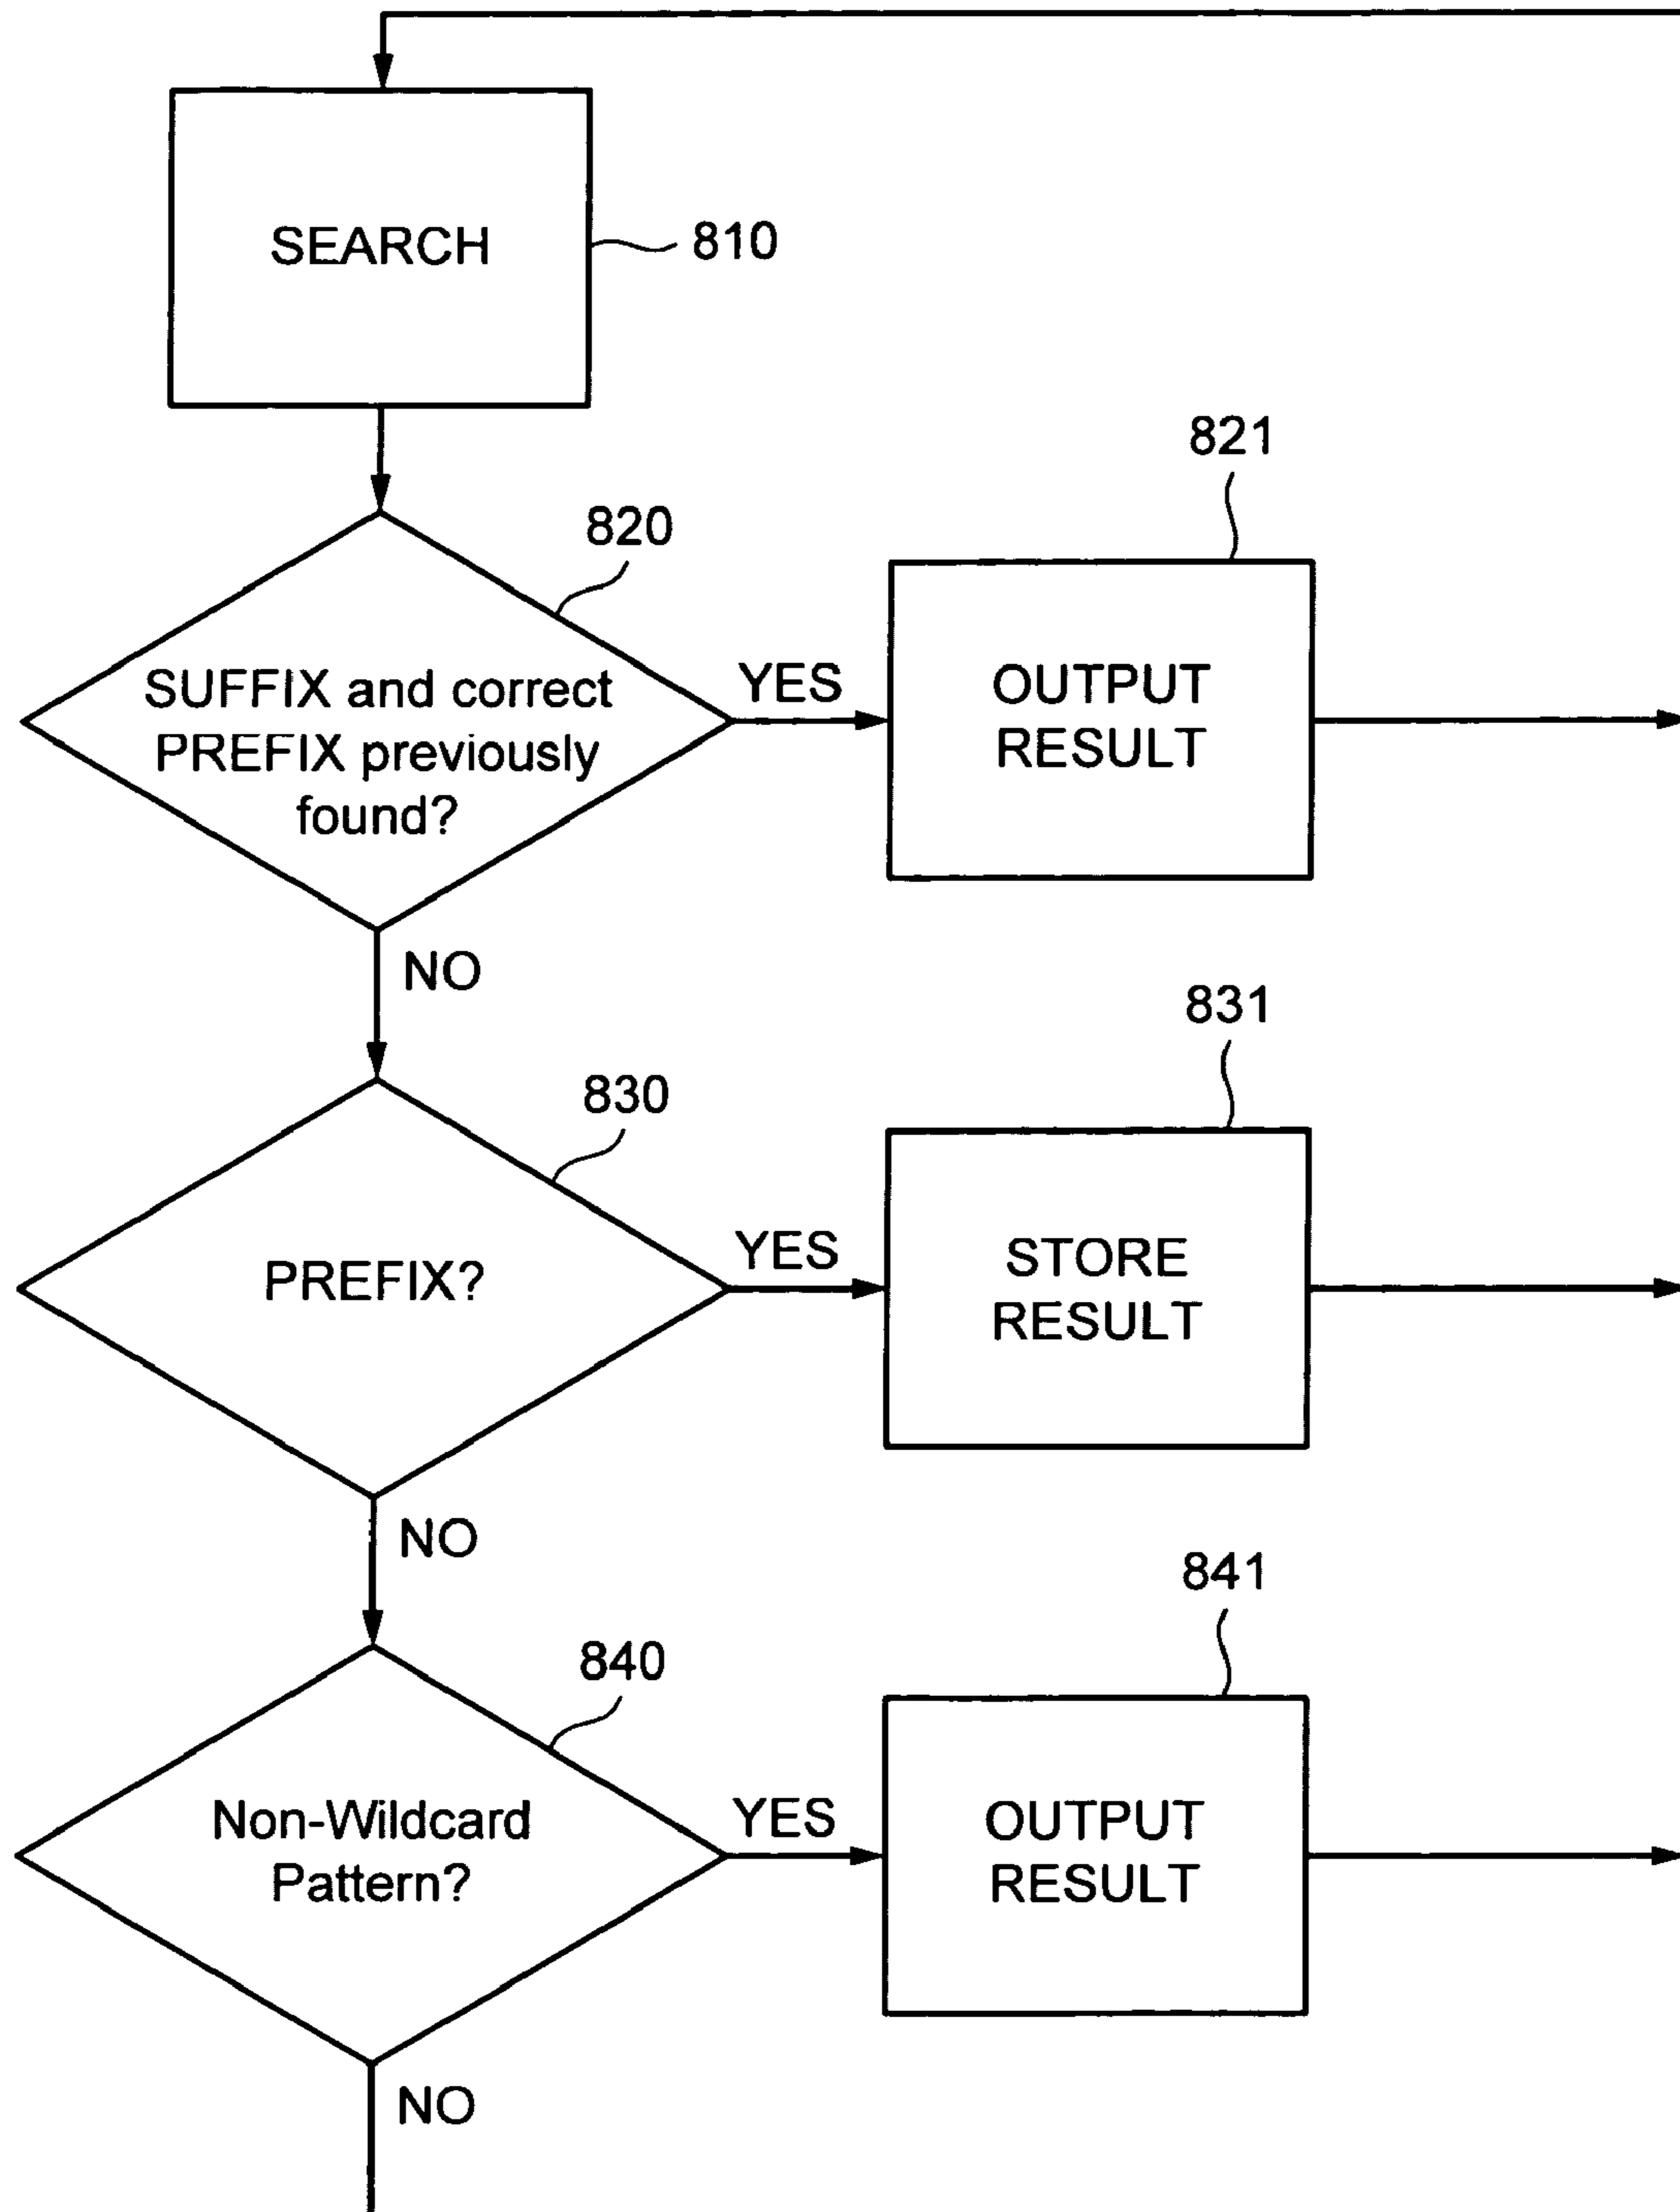 SEARCH
810
821
820
SUFFIX and correct
PREFIX previously
found?
YES
OUTPUT
RESULT
NO
831
830
PREFIX?
YES
STORE
RESULT
NO
841
840
Non-Wildcard
Pattern?
YES
OUTPUT
RESULT
NO